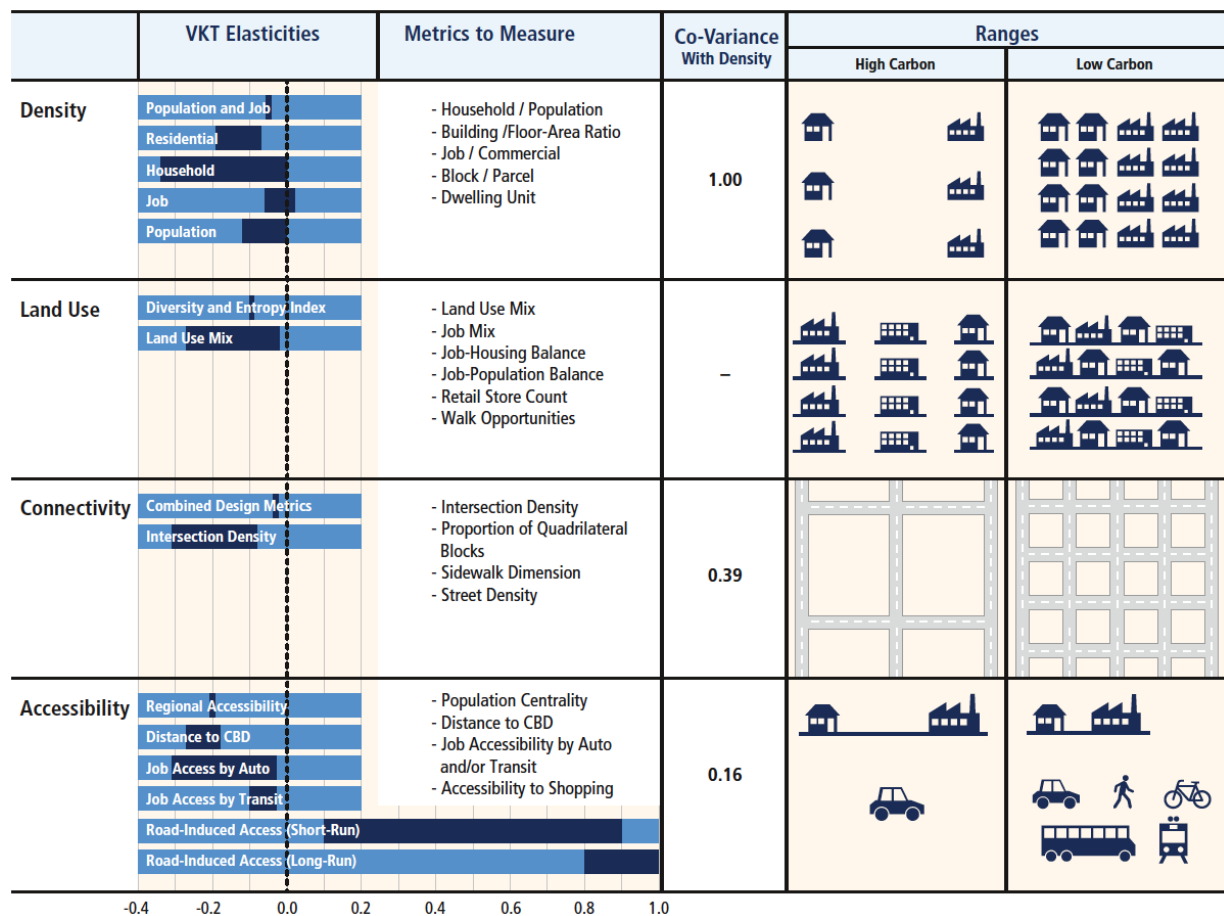 VKT Elasticities
Metrics to Measure
Co-Variance
With Density
Ranges
High Carbon
Low Carbon
Density
Population and Job
Residential
Household
Job
Population
- Household / Population
- Building /Floor-Area Ratio
- Job / Commercial
- Block / Parcel
- Dwelling Unit
1.00
Land Use
Diversity and Entropy Index
Land Use Mix
- Land Use Mix
- Job Mix
- Job-Housing Balance
- Job-Population Balance
- Retail Store Count
- Walk Opportunities
–
Connectivity
Combined Design Metrics
Intersection Density
- Intersection Density
- Proportion of Quadrilateral
Blocks
- Sidewalk Dimension
- Street Density
0.39
Accessibility
Regional Accessibility
Distance to CBD
Job Access by Auto
Job Access by Transit
Road-Induced Access (Short-Run)
Road-Induced Access (Long-Run)
- Population Centrality
- Distance to CBD
- Job Accessibility by Auto
and/or Transit
- Accessibility to Shopping
0.16
-0.4 -0.2 0.0 0.2 0.4 0.6 0.8 1.0